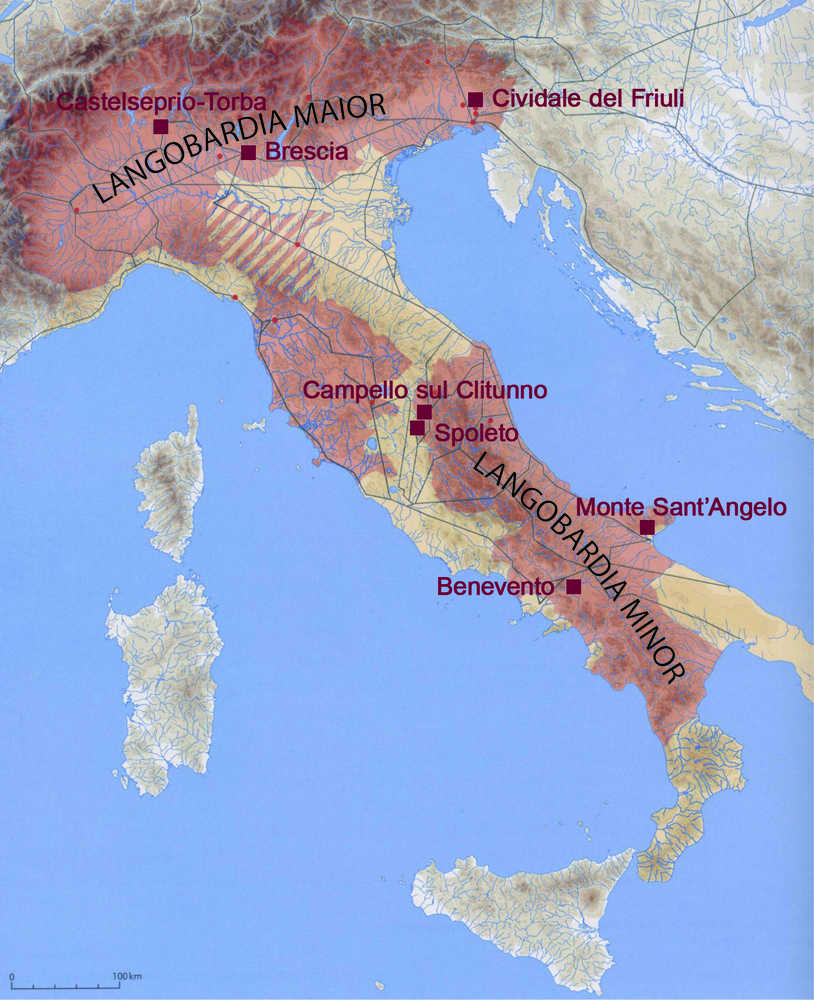 Castelseprio-Torba
LANGOBARDIA MAIOR
Cividale del Friuli
Brescia
Campello sul Clitunno
Spoleto
LANGOBARDIA MINOR
Monte Sant’Angelo
Benevento
0
100 km